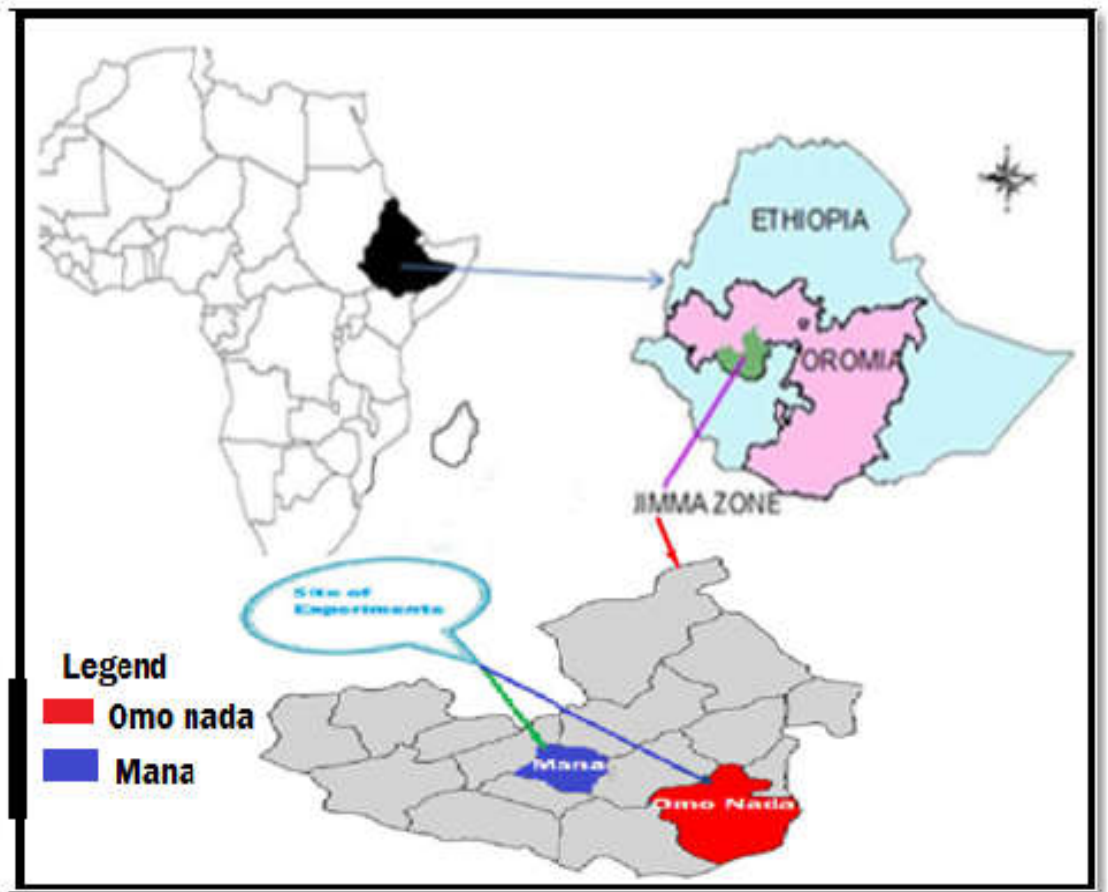 ETHIOPIA
OROMIA
JIMMA ZONE
Site of
Experiments
Legend
Omo nada
Mana
Mana
Omo Nada